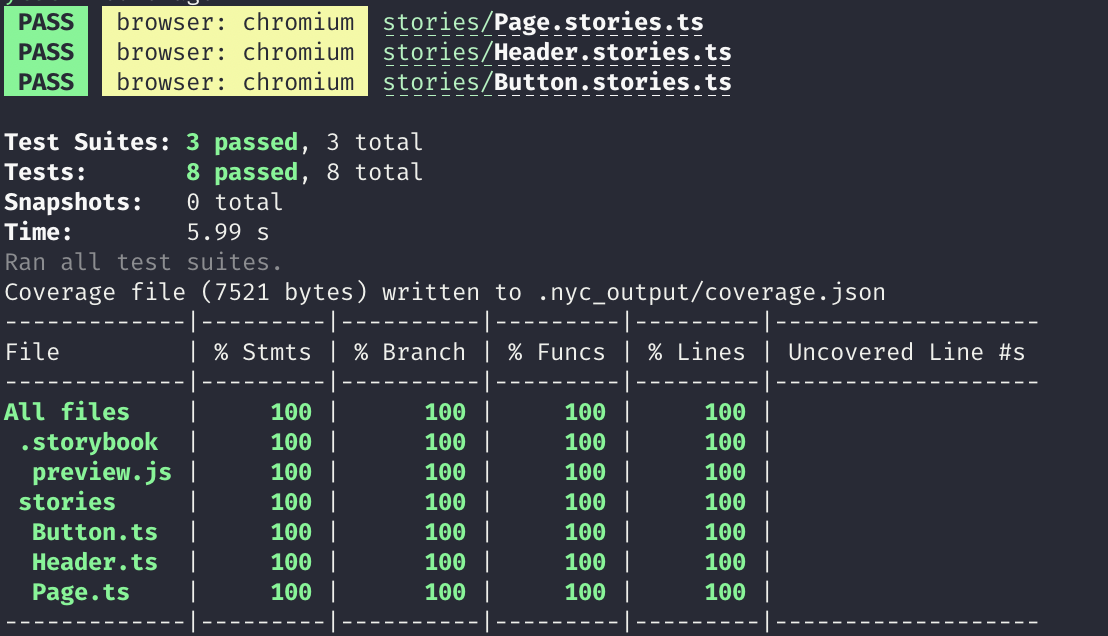 PASS browser: chromium stories/Page.stories.ts
PASS browser: chromium stories/Header.stories.ts
PASS browser: chromium stories/Button.stories.ts
Test Suites: 3 passed, 3 total
Tests: 8 passed, 8 total
Snapshots: 0 total
Time: 5.99 s
Ran all test suites.
Coverage file (7521 bytes) written to .nyc_output/coverage.json
-------------|---------|----------|---------|---------|-------------------
File | % Stmts | % Branch | % Funcs | % Lines | Uncovered Line #s
-------------|---------|----------|---------|---------|-------------------
All files | 100 | 100 | 100 | 100 |
.storybook | 100 | 100 | 100 | 100 |
preview.js | 100 | 100 | 100 | 100 |
stories | 100 | 100 | 100 | 100 |
Button.ts | 100 | 100 | 100 | 100 |
Header.ts | 100 | 100 | 100 | 100 |
Page.ts | 100 | 100 | 100 | 100 |
-------------|---------|----------|---------|---------|-------------------